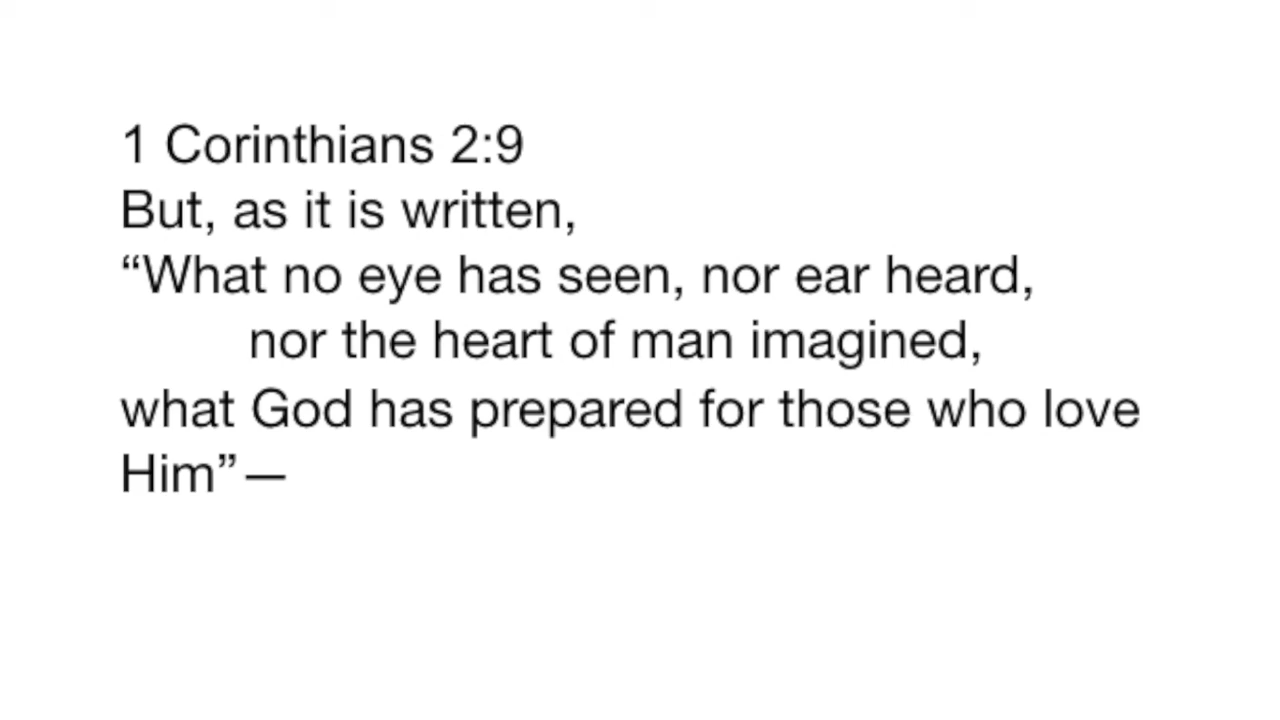 1 Corinthians 2:9
But, as it is written,
“What no eye has seen, nor ear heard,
nor the heart of man imagined,
what God has prepared for those who love
Him”—